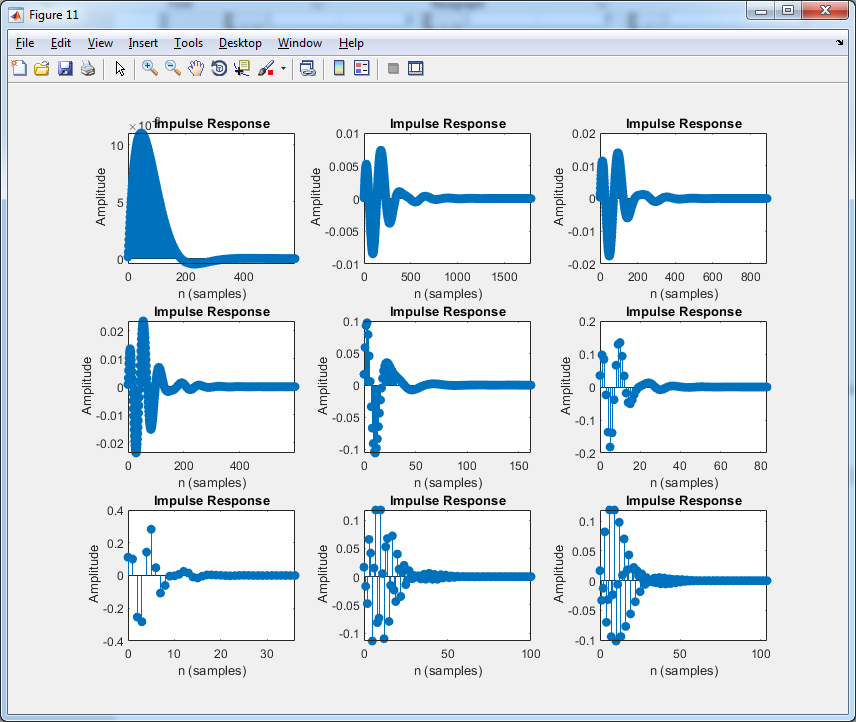 Figure 11
File Edit View Insert Tools Desktop Window Help
Impulse Response
Amplitude
10
5
0
0 200 400
n (samples)
Impulse Response
Amplitude
0.01
0.005
0
-0.005
-0.01
0 500 1000 1500
n (samples)
Impulse Response
Amplitude
0.02
0.01
0
-0.01
-0.02
0 200 400 600 800
n (samples)
Impulse Response
Amplitude
0.02
0.01
0
-0.01
-0.02
0 200 400
n (samples)
Impulse Response
Amplitude
0.1
0.05
0
-0.05
-0.1
0 50 100 150
n (samples)
Impulse Response
Amplitude
0.2
0.1
0
-0.1
-0.2
0 20 40 60 80
n (samples)
Impulse Response
Amplitude
0.4
0.2
0
-0.2
-0.4
0 10 20 30
n (samples)
Impulse Response
Amplitude
0.1
0.05
0
-0.05
-0.1
0 50 100
n (samples)
Impulse Response
Amplitude
0.1
0.05
0
-0.05
-0.1
0 50 100
n (samples)